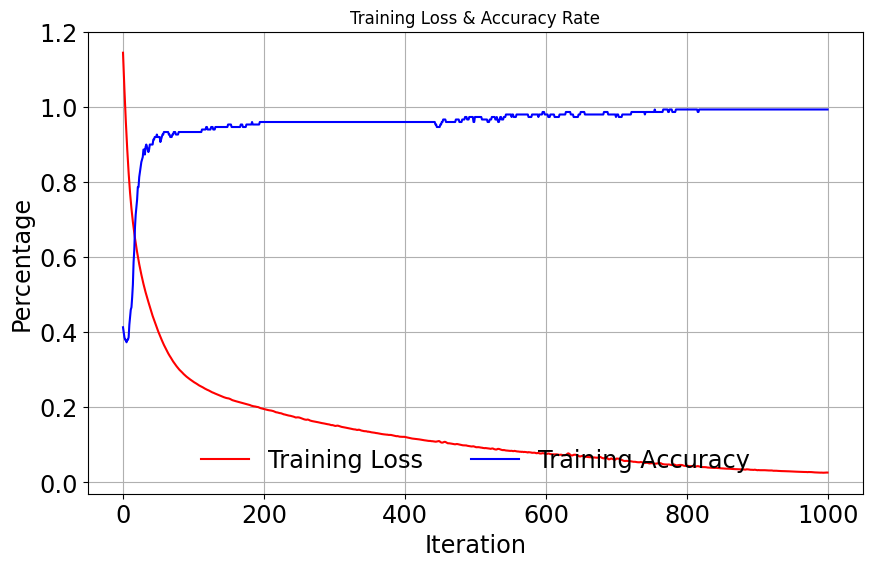 Training Loss & Accuracy Rate
1.2
1.0
0.8
0.6
0.4
0.2
0.0
Percentage
Training Loss
Training Accuracy
0 200 400 600 800 1000
Iteration